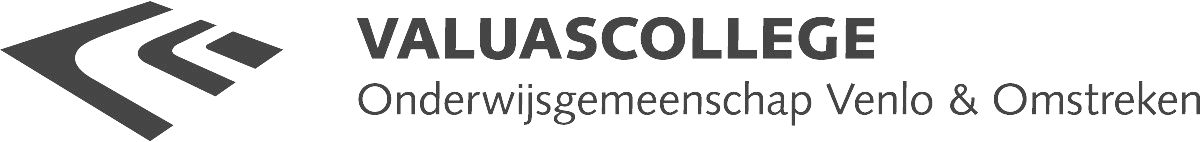 VALUASCOLLEGE
Onderwijsgemeenschap Venlo & Omstreken